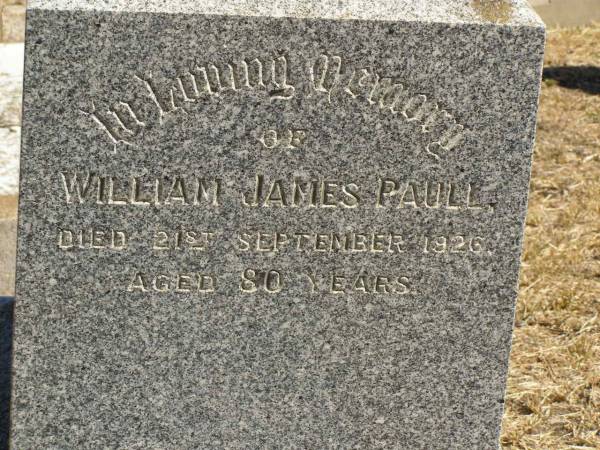 In Loving Memory
OF
WILLIAM JAMES PAULL.
DIED 21ST SEPTEMBER 1926.
AGED 80 YEARS.